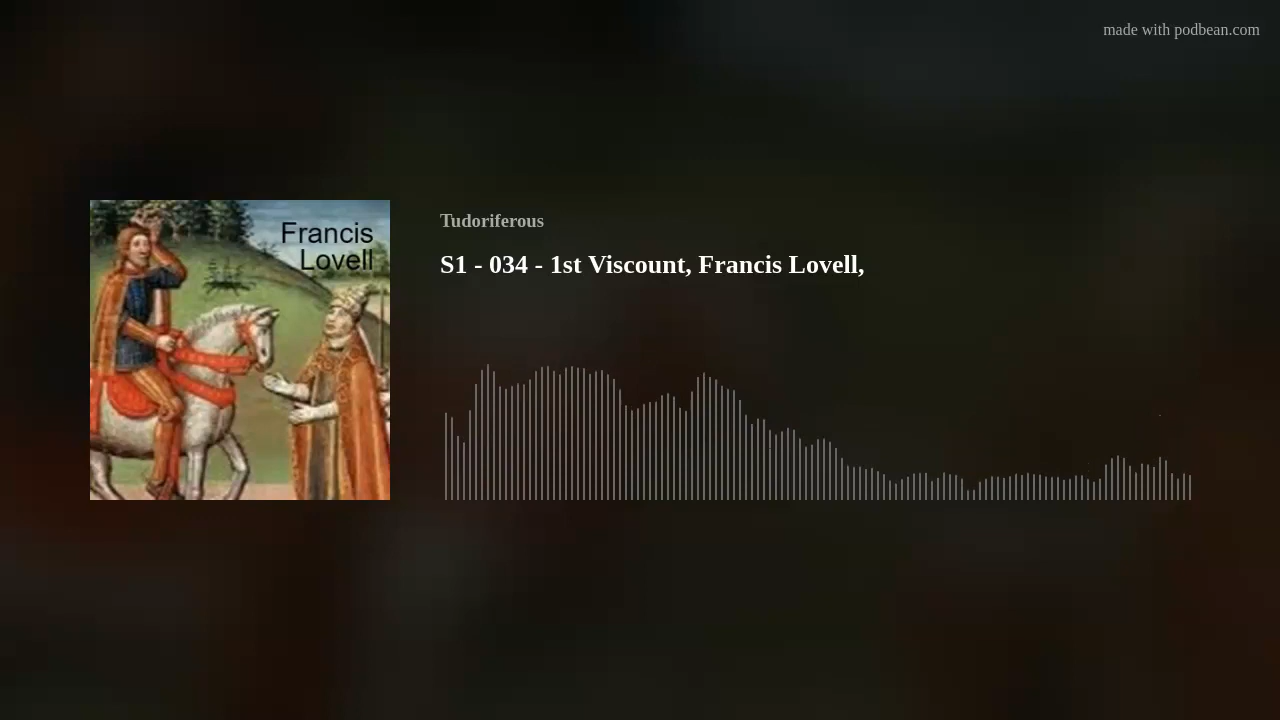 made with podbean.com
Francis
Lovell
Tudoriferous
S1 - 034 - 1st Viscount, Francis Lovell,